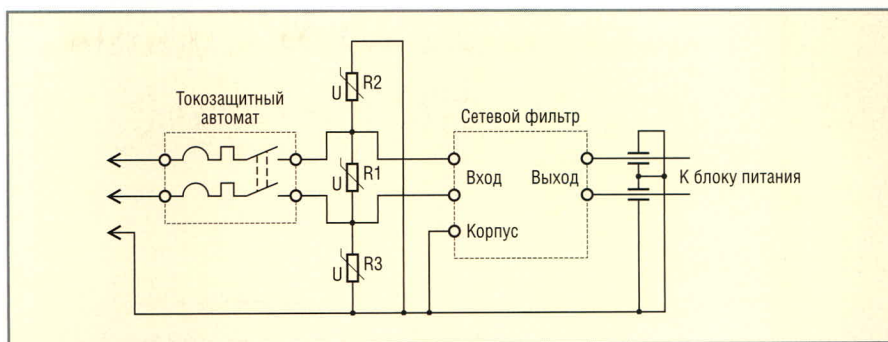 R2
U
Токозащитный
автомат
Сетевой фильтр
R1
U
Вход
Выход
К блоку питания
Корпус
R3
U